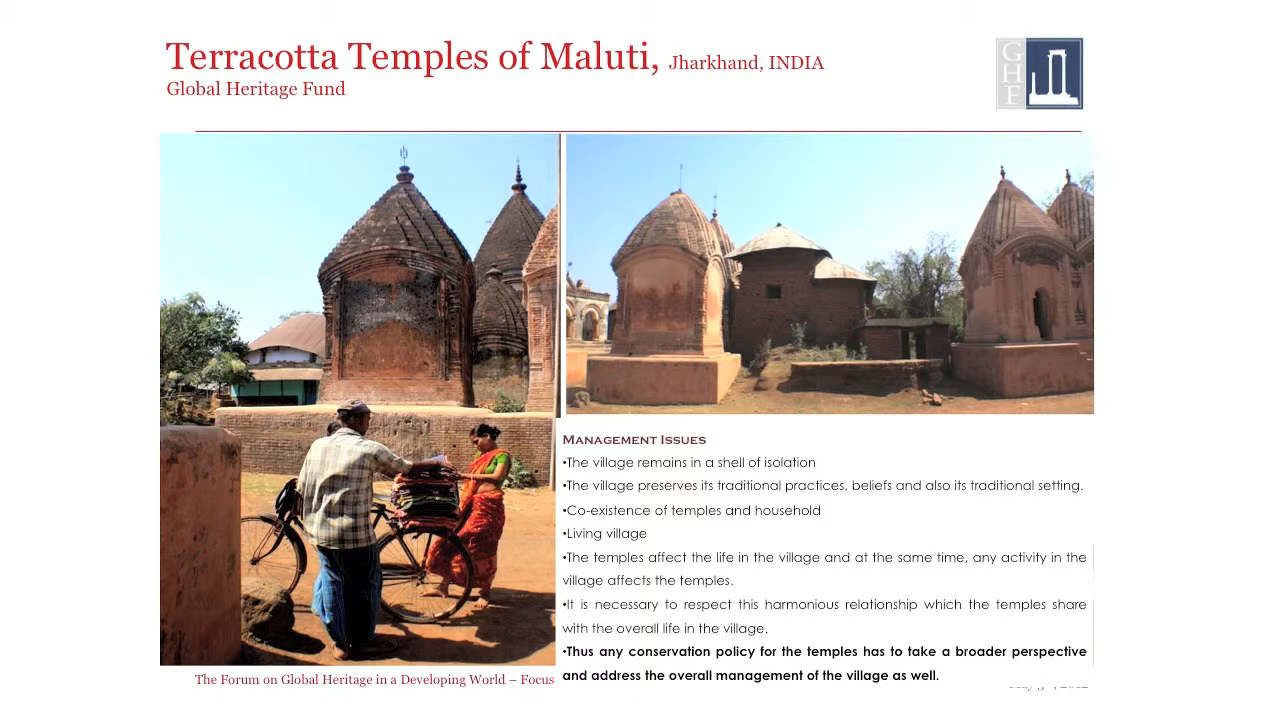 Terracotta Temples of Maluti, Jharkhand, INDIA
Global Heritage Fund
GHF
MANAGEMENT ISSUES
•The village remains in a shell of isolation
•The village preserves its traditional practices, beliefs and also its traditional setting.
•Co-existence of temples and household
•Living village
•The temples affect the life in the village and at the same time, any activity in the
village affects the temples.
•It is necessary to respect this harmonious relationship which the temples share
with the overall life in the village.
•Thus any conservation policy for the temples has to take a broader perspective
and address the overall management of the village as well.
The Forum on Global Heritage in a Developing World – Focus